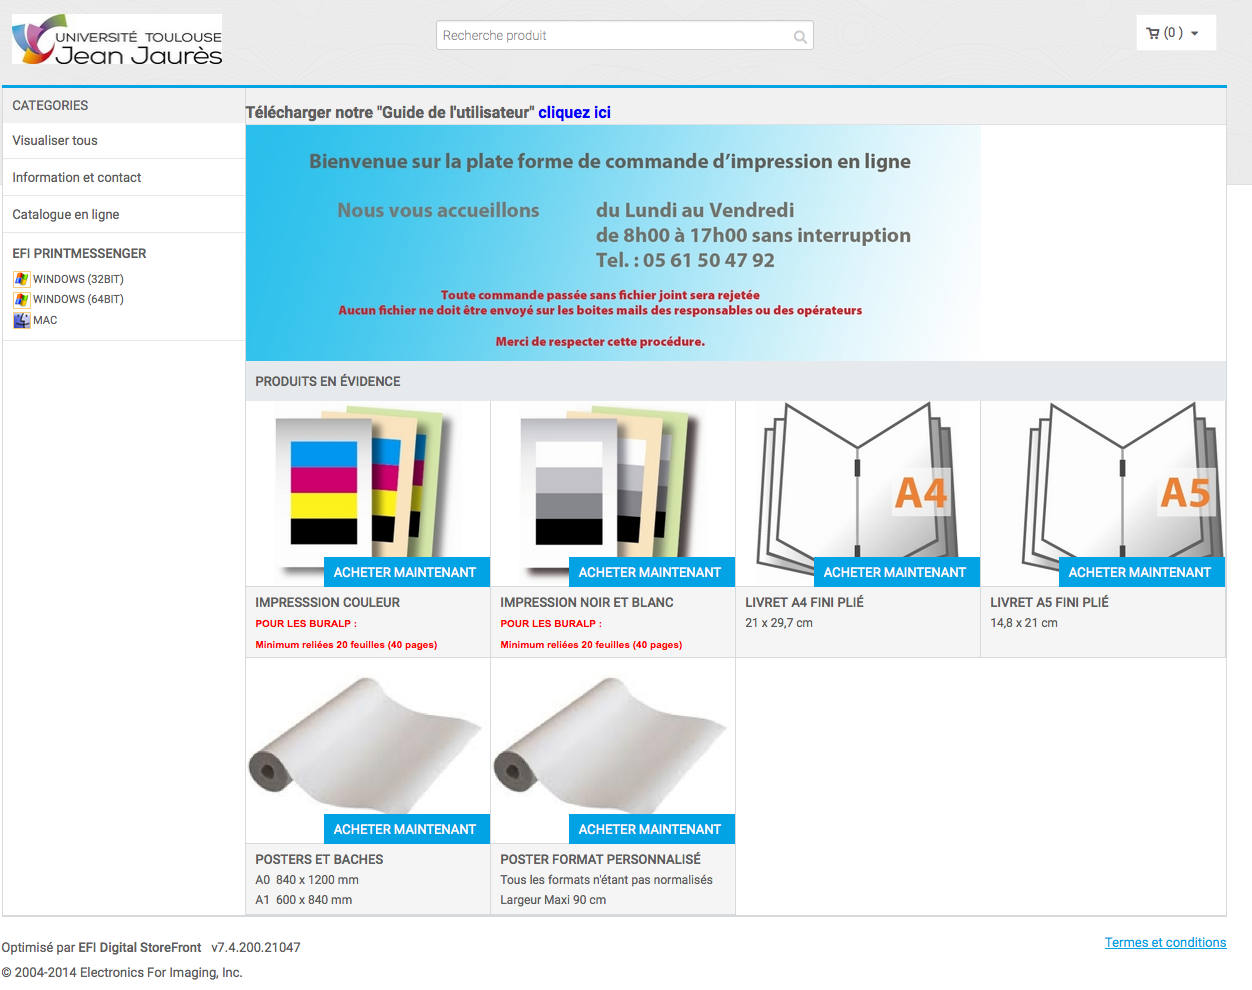 UNIVERSITÉ TOULOUSE
Jean Jaurès
Recherche produit
(0 )
CATEGORIES
Visualiser tous
Information et contact
Catalogue en ligne
EFI PRINTMESSENGER
WINDOWS (32BIT)
WINDOWS (64BIT)
MAC
Télécharger notre "Guide de l'utilisateur" cliquez ici
Bienvenue sur la plate forme de commande d’impression en ligne
Nous vous accueillons du Lundi au Vendredi
de 8h00 à 17h00 sans interruption
Tel. : 05 61 50 47 92
Toute commande passée sans fichier joint sera rejetée
Aucun fichier ne doit être envoyé sur les boites mails des responsables ou des opérateurs
Merci de respecter cette procédure.
PRODUITS EN ÉVIDENCE
ACHETER MAINTENANT
IMPRESSSION COULEUR
POUR LES BURALP :
Minimum reliées 20 feuilles (40 pages)
ACHETER MAINTENANT
IMPRESSION NOIR ET BLANC
POUR LES BURALP :
Minimum reliées 20 feuilles (40 pages)
A4
ACHETER MAINTENANT
LIVRET A4 FINI PLIÉ
21 x 29,7 cm
A5
ACHETER MAINTENANT
LIVRET A5 FINI PLIÉ
14,8 x 21 cm
ACHETER MAINTENANT
POSTERS ET BACHES
A0 840 x 1200 mm
A1 600 x 840 mm
ACHETER MAINTENANT
POSTER FORMAT PERSONNALISÉ
Tous les formats n'étant pas normalisés
Largeur Maxi 90 cm
Optimisé par EFI Digital StoreFront v7.4.200.21047
© 2004-2014 Electronics For Imaging, Inc.
Termes et conditions